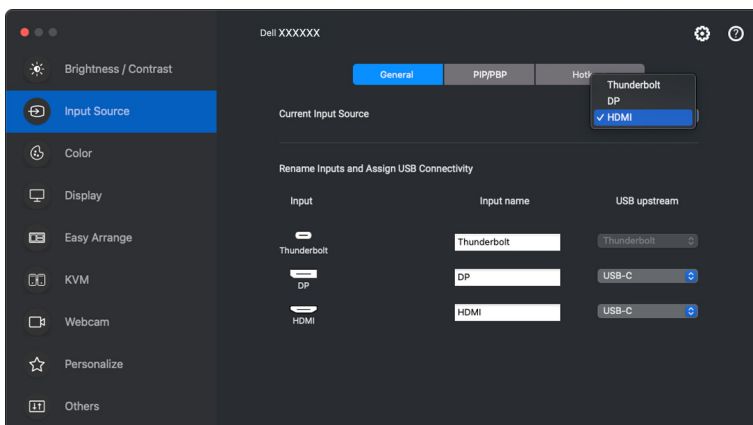 Dell XXXXXX
Brightness / Contrast
Input Source
Color
Display
Easy Arrange
KVM
Webcam
Personalize
Others
General
PIP/PBP
Current Input Source
Thunderbolt
DP
✓ HDMI
Rename Inputs and Assign USB Connectivity
Input Input name USB upstream
Thunderbolt Thunderbolt Thunderbolt
DP DP USB-C
HDMI HDMI USB-C